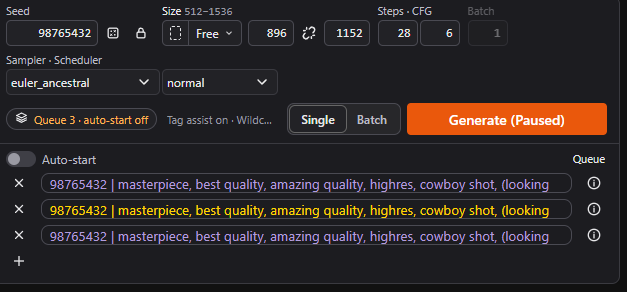 Seed Size 512–1536 Steps · CFG Batch
98765432 Free 896 1152 28 6 1
Sampler · Scheduler
euler_ancestral normal
Queue 3 · auto-start off Tag assist on · Wildc... Single Batch Generate (Paused)
Auto-start Queue
98765432 | masterpiece, best quality, amazing quality, highres, cowboy shot, (looking
98765432 | masterpiece, best quality, amazing quality, highres, cowboy shot, (looking
98765432 | masterpiece, best quality, amazing quality, highres, cowboy shot, (looking